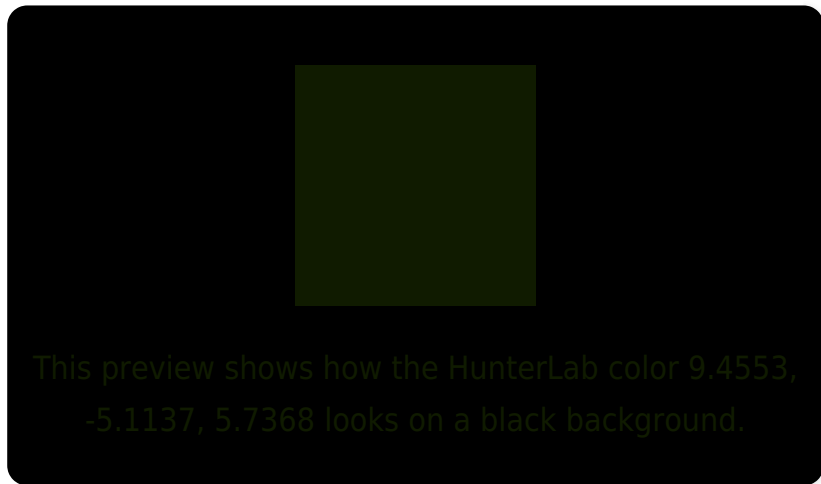 This preview shows how the HunterLab color 9.4553,
-5.1137, 5.7368 looks on a black background.